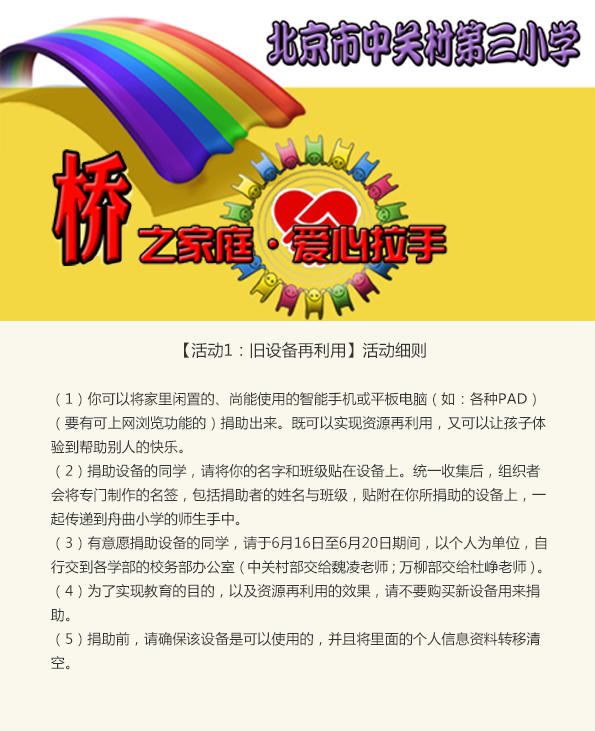 北京市中关村第三小学
桥之家庭·爱心拉手
【活动1：旧设备再利用】活动细则
（1）你可以将家里闲置的、尚能使用的智能手机或平板电脑（如：各种PAD）
（要有可上网浏览功能的）捐助出来。既可以实现资源再利用，又可以让孩子体
验到帮助别人的快乐。
（2）捐助设备的同学，请将你的名字和班级贴在设备上。统一收集后，组织者
会将专门制作的名签，包括捐助者的姓名与班级，贴附在你所捐助的设备上，一
起传递到舟曲小学的师生手中。
（3）有意愿捐助设备的同学，请于6月16日至6月20日期间，以个人为单位，自
行交到各学部的校务部办公室（中关村部交给魏凌老师；万柳部交给杜峥老师）。
（4）为了实现教育的目的，以及资源再利用的效果，请不要购买新设备用来捐
助。
（5）捐助前，请确保该设备是可以使用的，并且将里面的个人信息资料转移清
空。